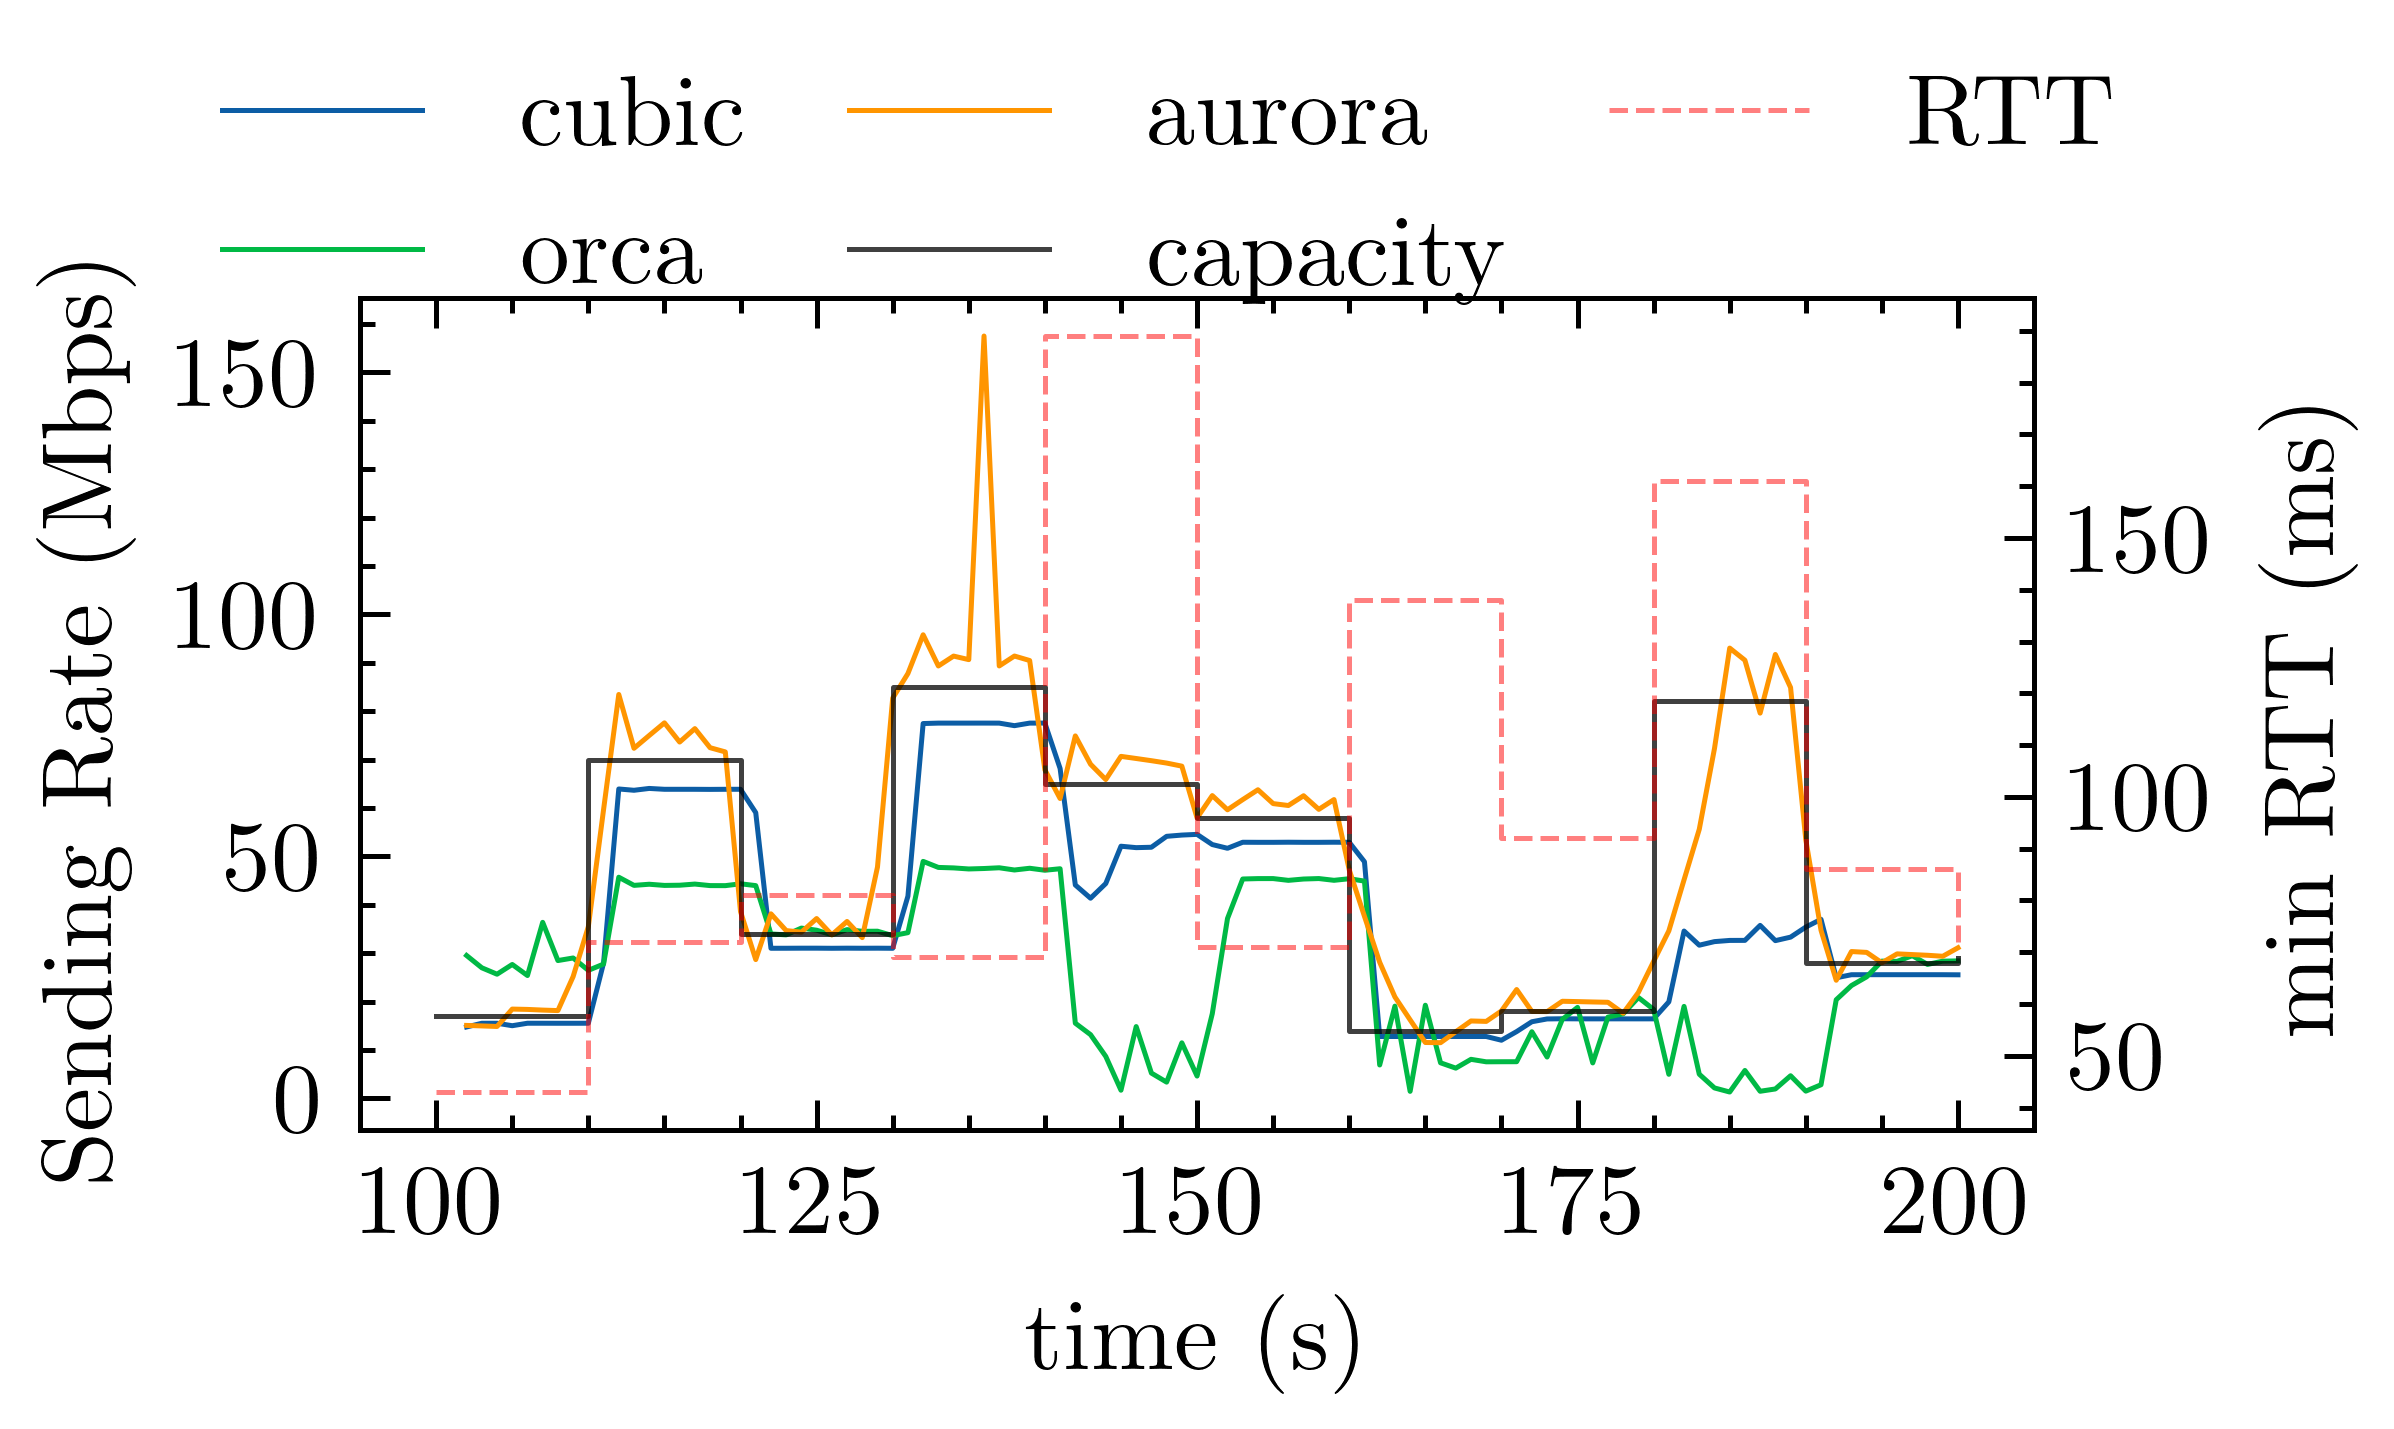 cubic
aurora
RTT
orca
capacity
Sending Rate (Mbps)
150
100
50
0
150
100
50
min RTT (ms)
100 125 150 175 200
time (s)